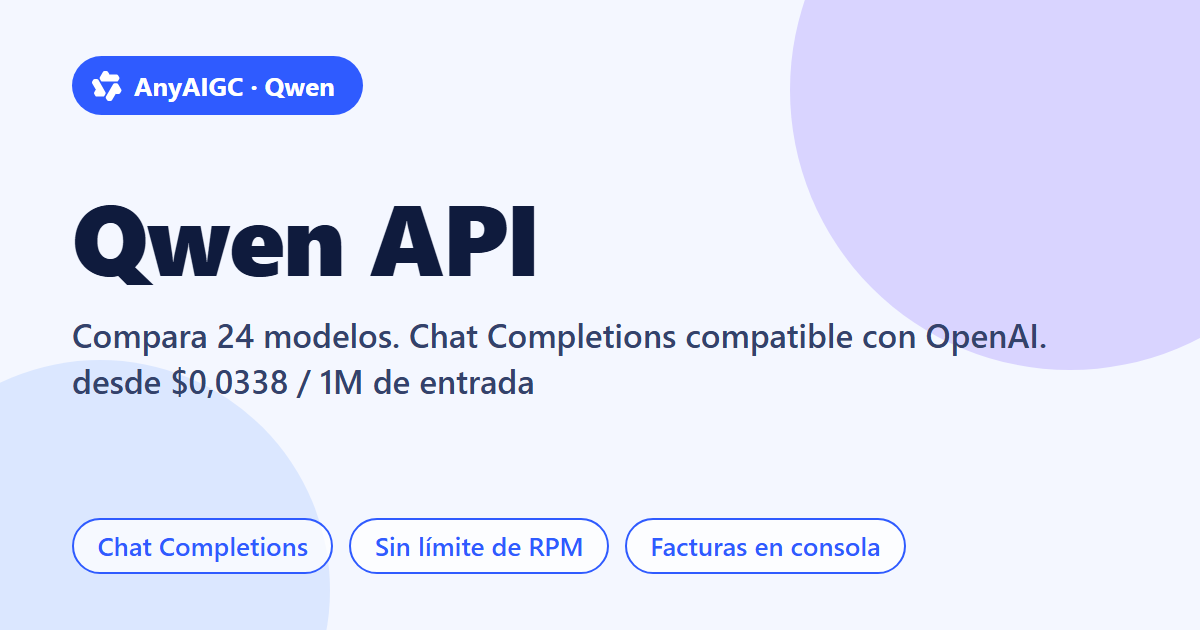 AnyAIGC · Qwen
Qwen API
Compara 24 modelos. Chat Completions compatible con OpenAI.
desde $0,0338 / 1M de entrada
Chat Completions
Sin límite de RPM
Facturas en consola